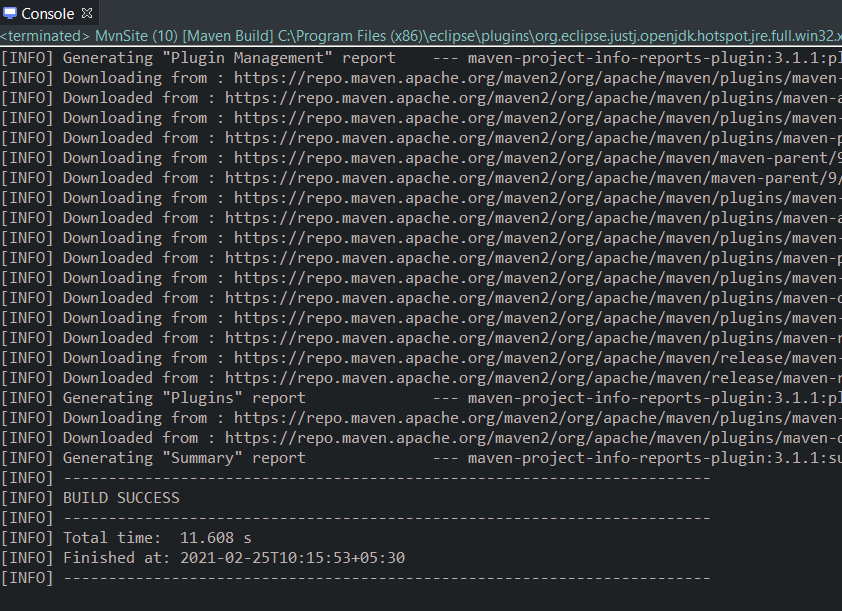 Console
<terminated> MvnSite (10) [Maven Build] C:\Program Files (x86)\eclipse\plugins\org.eclipse.justj.openjdk.hotspot.jre.full.win32.x
[INFO] Generating "Plugin Management" report    --- maven-project-info-reports-plugin:3.1.1:pl
[INFO] Downloading from : https://repo.maven.apache.org/maven2/org/apache/maven/plugins/maven-
[INFO] Downloaded from : https://repo.maven.apache.org/maven2/org/apache/maven/plugins/maven-a
[INFO] Downloading from : https://repo.maven.apache.org/maven2/org/apache/maven/plugins/maven-
[INFO] Downloaded from : https://repo.maven.apache.org/maven2/org/apache/maven/plugins/maven-p
[INFO] Downloading from : https://repo.maven.apache.org/maven2/org/apache/maven/maven-parent/9
[INFO] Downloaded from : https://repo.maven.apache.org/maven2/org/apache/maven/maven-parent/9/
[INFO] Downloading from : https://repo.maven.apache.org/maven2/org/apache/maven/plugins/maven-
[INFO] Downloaded from : https://repo.maven.apache.org/maven2/org/apache/maven/plugins/maven-a
[INFO] Downloading from : https://repo.maven.apache.org/maven2/org/apache/maven/plugins/maven-
[INFO] Downloaded from : https://repo.maven.apache.org/maven2/org/apache/maven/plugins/maven-p
[INFO] Downloading from : https://repo.maven.apache.org/maven2/org/apache/maven/plugins/maven-
[INFO] Downloaded from : https://repo.maven.apache.org/maven2/org/apache/maven/plugins/maven-d
[INFO] Downloading from : https://repo.maven.apache.org/maven2/org/apache/maven/plugins/maven-
[INFO] Downloaded from : https://repo.maven.apache.org/maven2/org/apache/maven/plugins/maven-r
[INFO] Downloading from : https://repo.maven.apache.org/maven2/org/apache/maven/release/maven-
[INFO] Downloaded from : https://repo.maven.apache.org/maven2/org/apache/maven/release/maven-r
[INFO] Generating "Plugins" report              --- maven-project-info-reports-plugin:3.1.1:pl
[INFO] Downloading from : https://repo.maven.apache.org/maven2/org/apache/maven/plugins/maven-
[INFO] Downloaded from : https://repo.maven.apache.org/maven2/org/apache/maven/plugins/maven-d
[INFO] Generating "Summary" report              --- maven-project-info-reports-plugin:3.1.1:su
[INFO] ------------------------------------------------------------------------
[INFO] BUILD SUCCESS
[INFO] ------------------------------------------------------------------------
[INFO] Total time:  11.608 s
[INFO] Finished at: 2021-02-25T10:15:53+05:30
[INFO] ------------------------------------------------------------------------